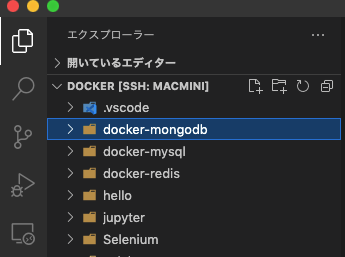 エクスプローラー
開いているエディター
DOCKER [SSH: MACMINI]
.vscode
docker-mongodb
docker-mysql
docker-redis
hello
jupyter
Selenium